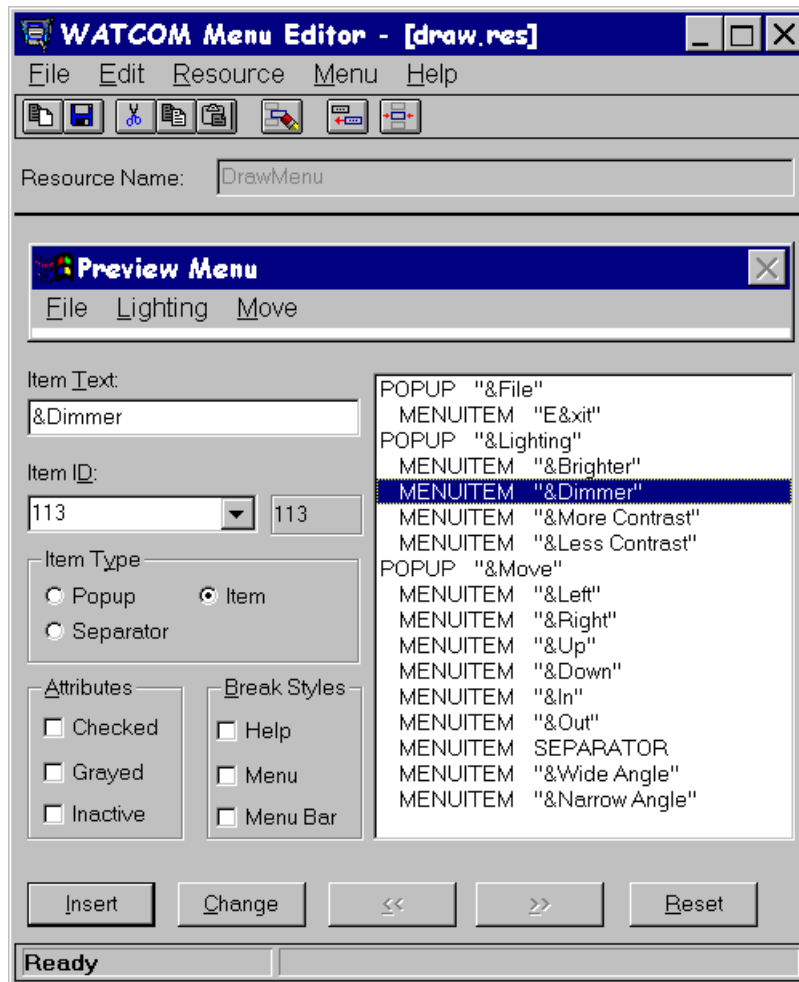 WATCOM Menu Editor - [draw.res]
File Edit Resource Menu Help
Resource Name: DrawMenu
Preview Menu
File Lighting Move
Item Text:
&Dimmer
Item ID:
113 113
Item Type
Popup Item
Separator
Attributes
Checked
Grayed
Inactive
Break Styles
Help
Menu
Menu Bar
POPUP "&File"
MENUITEM "E&xit"
POPUP "&Lighting"
MENUITEM "&Brighter"
MENUITEM "&Dimmer"
MENUITEM "&More Contrast"
MENUITEM "&Less Contrast"
POPUP "&Move"
MENUITEM "&Left"
MENUITEM "&Right"
MENUITEM "&Up"
MENUITEM "&Down"
MENUITEM "&In"
MENUITEM "&Out"
MENUITEM SEPARATOR
MENUITEM "&Wide Angle"
MENUITEM "&Narrow Angle"
Insert Change << >> Reset
Ready